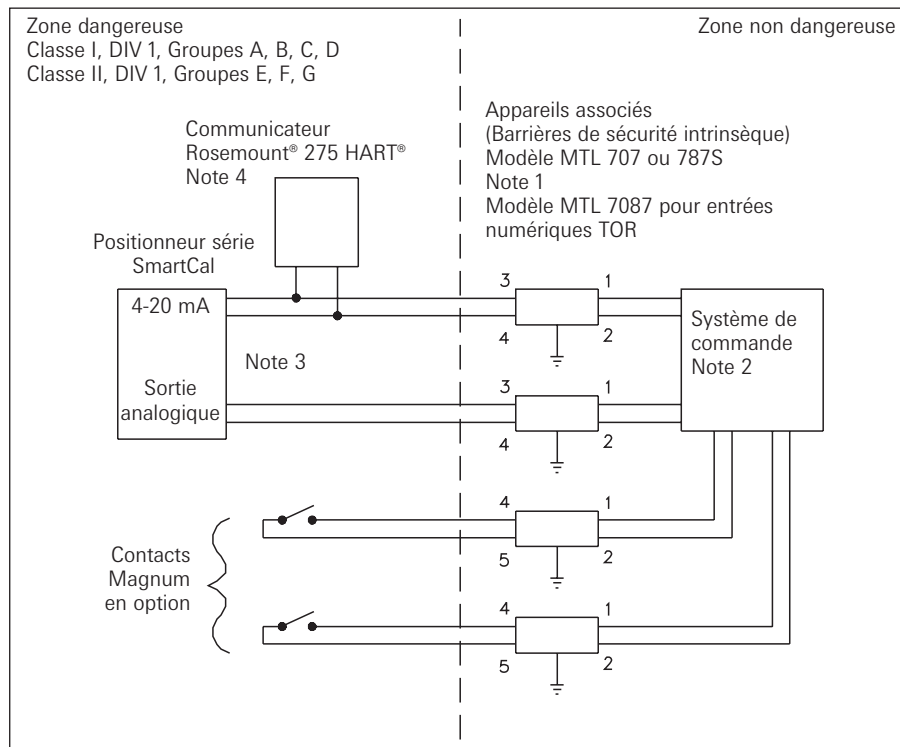 Zone dangereuse
Classe I, DIV 1, Groupes A, B, C, D
Classe II, DIV 1, Groupes E, F, G
Zone non dangereuse
Communicateur
Rosemount® 275 HART®
Note 4
Appareils associés
(Barrières de sécurité intrinsèque)
Modèle MTL 707 ou 787S
Note 1
Modèle MTL 7087 pour entrées
numériques TOR
Positionneur série
SmartCal
4-20 mA
Sortie
analogique
Note 3
3
1
4
2
3
1
4
2
Système de
commande
Note 2
4
1
5
2
4
1
5
2
Contacts
Magnum
en option